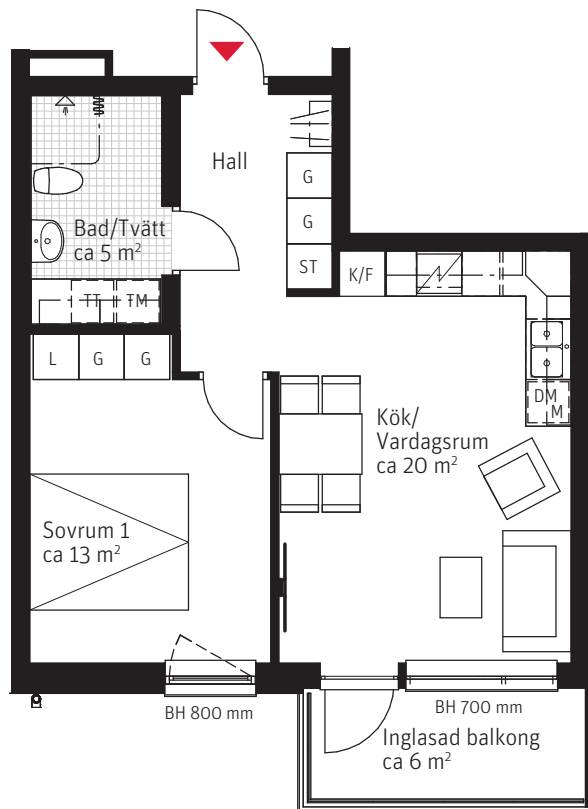 Hall
G
G
ST
K/F
Bad/Tvätt
ca 5 m²
TT
TM
L
G
G
DM
M
Kök/
Vardagsrum
ca 20 m²
Sovrum 1
ca 13 m²
BH 800 mm
BH 700 mm
Inglasad balkong
ca 6 m²